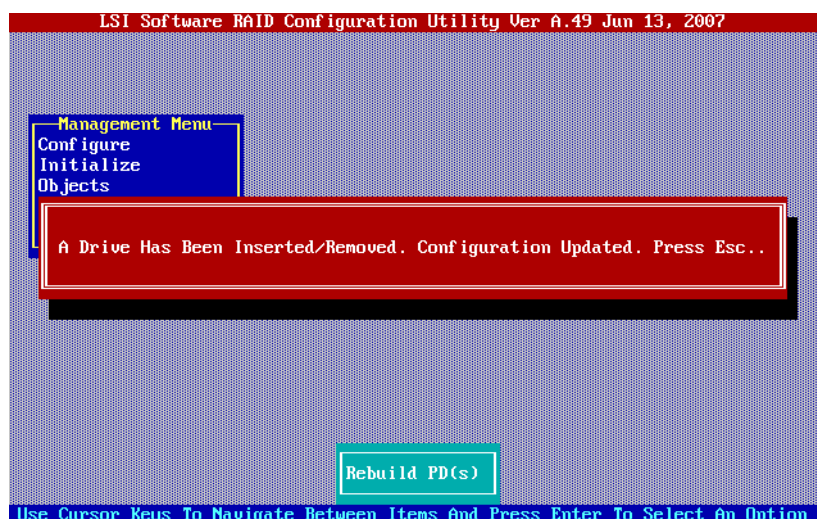 LSI Software RAID Configuration Utility Ver A.49 Jun 13, 2007
Management Menu
Configure
Initialize
Objects
A Drive Has Been Inserted/Removed. Configuration Updated. Press Esc..
Rebuild PD(s)
Use Cursor Keys To Navigate Between Items And Press Enter To Select An Option